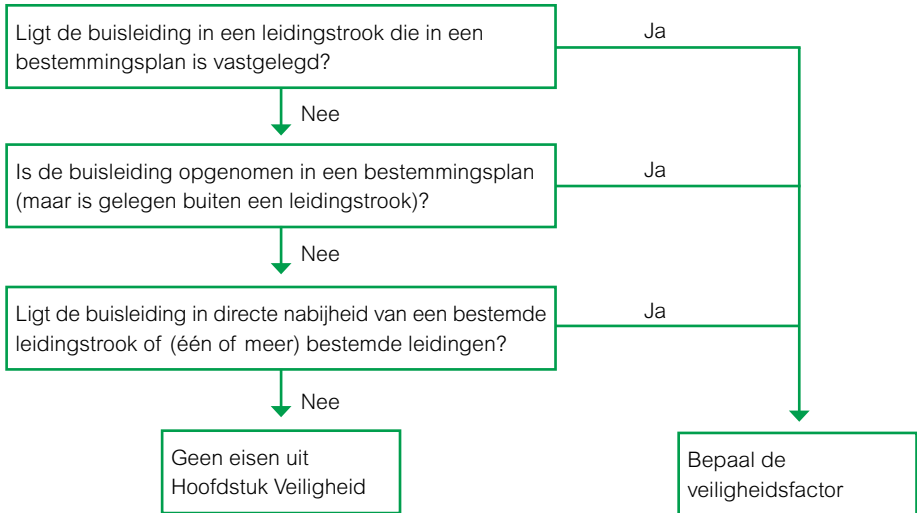 Ligt de buisleiding in een leidingstrook die in een
bestemmingsplan is vastgelegd?
Ja
Nee
Is de buisleiding opgenomen in een bestemmingsplan
(maar is gelegen buiten een leidingstrook)?
Ja
Nee
Ligt de buisleiding in directe nabijheid van een bestemde
leidingstrook of (één of meer) bestemde leidingen?
Ja
Nee
Geen eisen uit
Hoofdstuk Veiligheid
Bepaal de
veiligheidsfactor